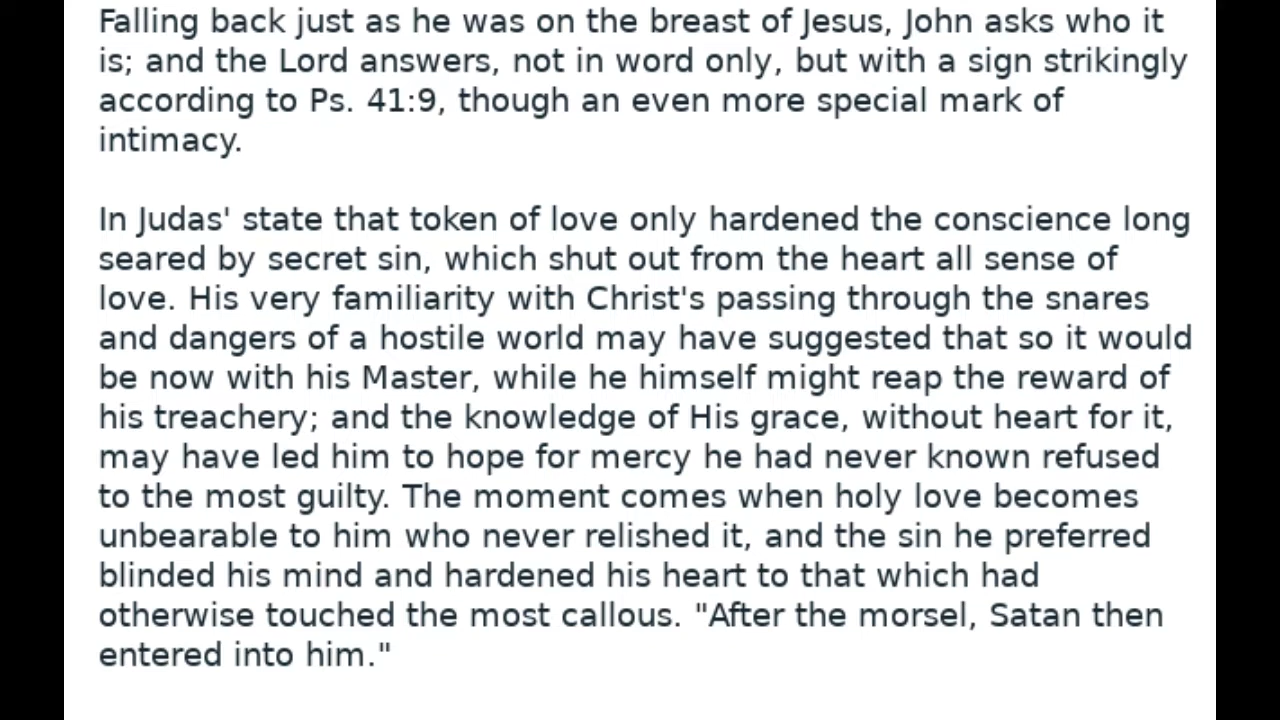 Falling back just as he was on the breast of Jesus, John asks who it
is; and the Lord answers, not in word only, but with a sign strikingly
according to Ps. 41:9, though an even more special mark of
intimacy.
In Judas' state that token of love only hardened the conscience long
seared by secret sin, which shut out from the heart all sense of
love. His very familiarity with Christ's passing through the snares
and dangers of a hostile world may have suggested that so it would
be now with his Master, while he himself might reap the reward of
his treachery; and the knowledge of His grace, without heart for it,
may have led him to hope for mercy he had never known refused
to the most guilty. The moment comes when holy love becomes
unbearable to him who never relished it, and the sin he preferred
blinded his mind and hardened his heart to that which had
otherwise touched the most callous. "After the morsel, Satan then
entered into him."